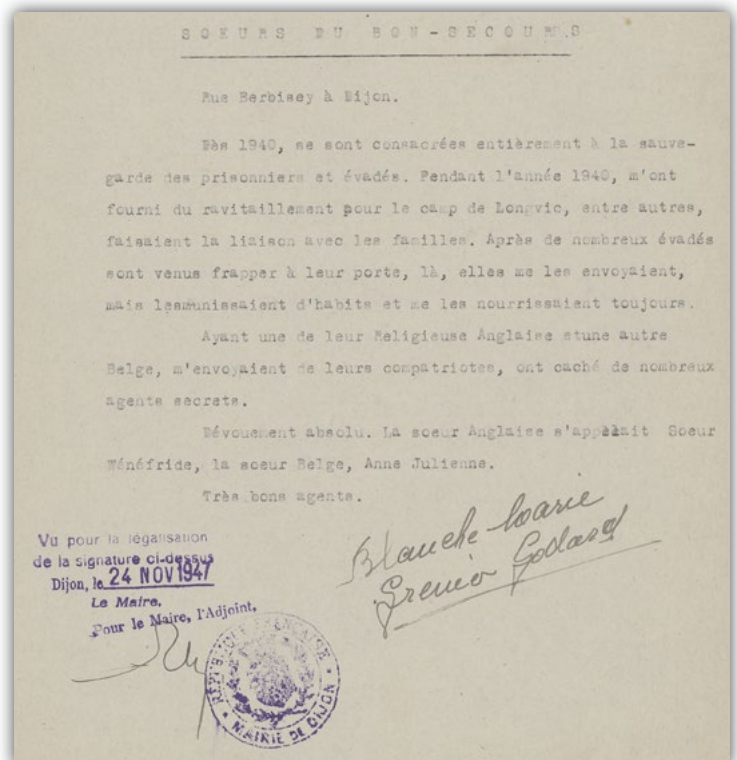 SOEURS DU BON-SECOURS
Rue Berbisey à Dijon.
Dès 1940, se sont consacrées entièrement à la sauve-
garde des prisonniers et évadés. Pendant l'année 1940, m'ont
fourni du ravitaillement pour le camp de Longvic, entre autres,
faisaient la liaison avec les familles. Après de nombreux évadés
sont venus frapper à leur porte, là, elles me les envoyaient,
mais lesmunissaient d'habits et me les nourrissaient toujours.
Ayant une de leur Religieuse Anglaise etune autre
Belge, m'envoyaient de leurs compatriotes, ont caché de nombreux
agents secrets.
Dévouement absolu. La soeur Anglaise s'appelait Soeur
Wénéfride, la soeur Belge, Anne Julienne.
Très bons agents.
Blanche-Marie
Grenier Godard
Vu pour la légalisation
de la signature ci-dessus
Dijon, le 24 NOV 1947
Le Maire,
Pour le Maire, l'Adjoint,
RÉPUBLIQUE FRANÇAISE
MAIRIE DE DIJON